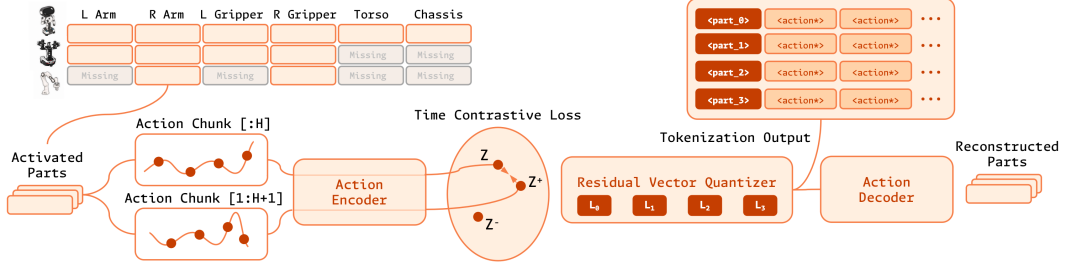 L Arm R Arm L Gripper R Gripper Torso Chassis
Missing Missing
Missing Missing Missing Missing
Activated
Parts
Action Chunk [:H]
Action Chunk [1:H+1]
Action
Encoder
Time Contrastive Loss
Z
Z+
Z-
<part_0> <action*> <action*> •••
<part_1> <action*> <action*> •••
<part_2> <action*> <action*> •••
<part_3> <action*> <action*> •••
Tokenization Output
Residual Vector Quantizer
L0 L1 L2 L3
Action
Decoder
Reconstructed
Parts